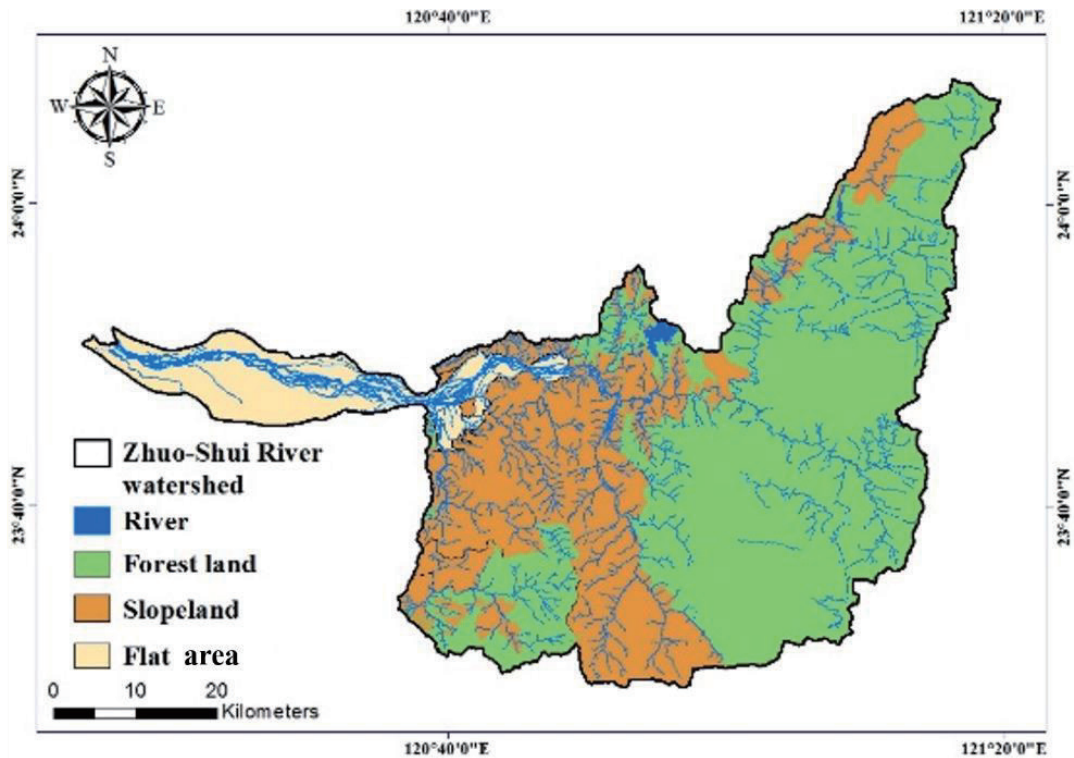 120°40'0"E
121°20'0"E
N
W
E
S
24°0'0"N
24°0'0"N
23°40'0"N
23°40'0"N
Zhuo-Shui River
watershed
River
Forest land
Slopeland
Flat area
0 10 20
Kilometers
120°40'0"E
121°20'0"E